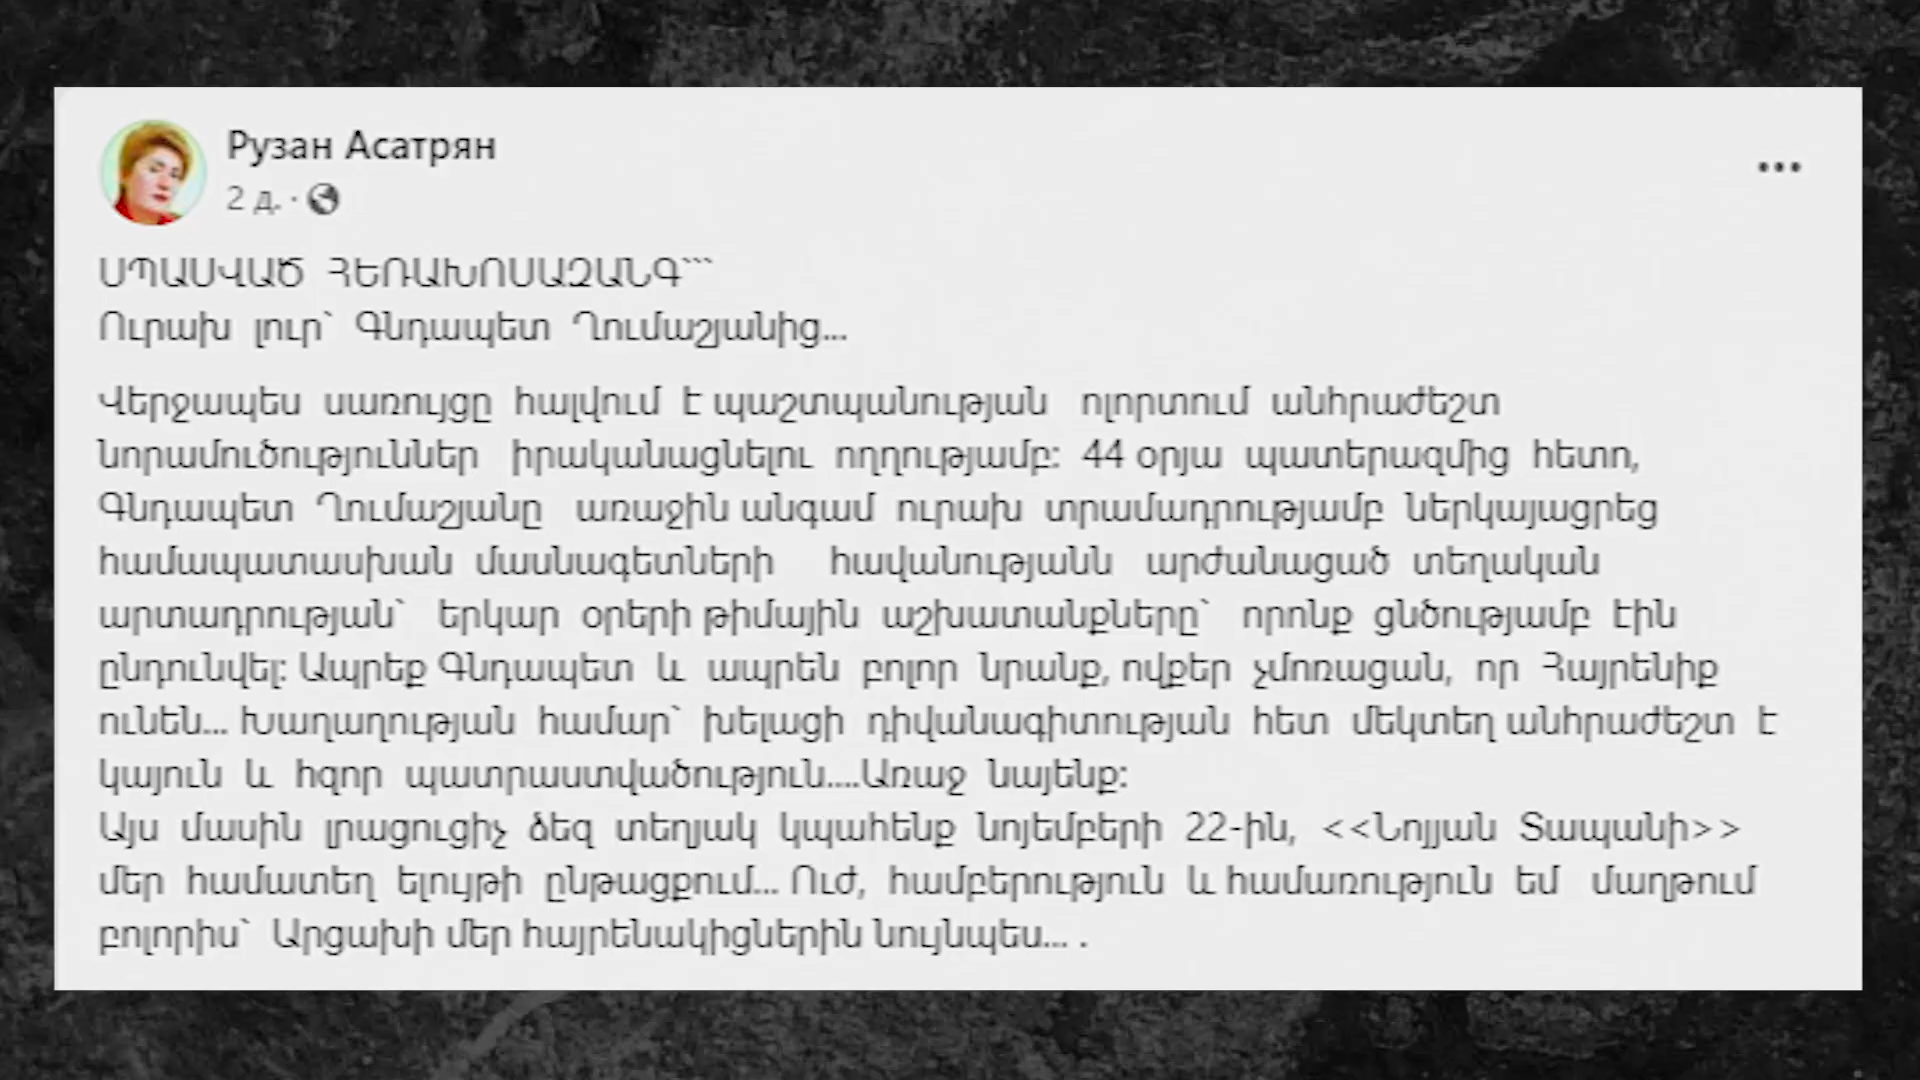 Рузан Асатрян
2 д. ·
ՍՊԱՍՎԱԾ ՀԵՌԱԽՈՍԱԶԱՆԳ՝՝՝
Ուրախ լուր՝ Գնդապետ Ղումաշյանից...
Վերջապես սառույցը հալվում է պաշտպանության ոլորտում անհրաժեշտ
նորամուծություններ իրականացնելու ողղությամբ: 44 օրյա պատերազմից հետո,
Գնդապետ Ղումաշյանը առաջին անգամ ուրախ տրամադրությամբ ներկայացրեց
համապատասխան մասնագետների հավանությանն արժանացած տեղական
արտադրության՝ երկար օրերի թիմային աշխատանքները՝ որոնք ցնծությամբ էին
ընդունվել: Ապրեք Գնդապետ և ապրեն բոլոր նրանք, ովքեր չմոռացան, որ Հայրենիք
ունեն... Խաղաղության համար՝ խելացի դիվանագիտության հետ մեկտեղ անհրաժեշտ է
կայուն և հզոր պատրաստվածություն....Առաջ նայենք:
Այս մասին լրացուցիչ ձեզ տեղյակ կպահենք նոյեմբերի 22-ին, <<Նոյյան Տապանի>>
մեր համատեղ ելույթի ընթացքում... Ուժ, համբերություն և համառություն եմ մաղթում
բոլորիս՝ Արցախի մեր հայրենակիցներին նույնպես... .